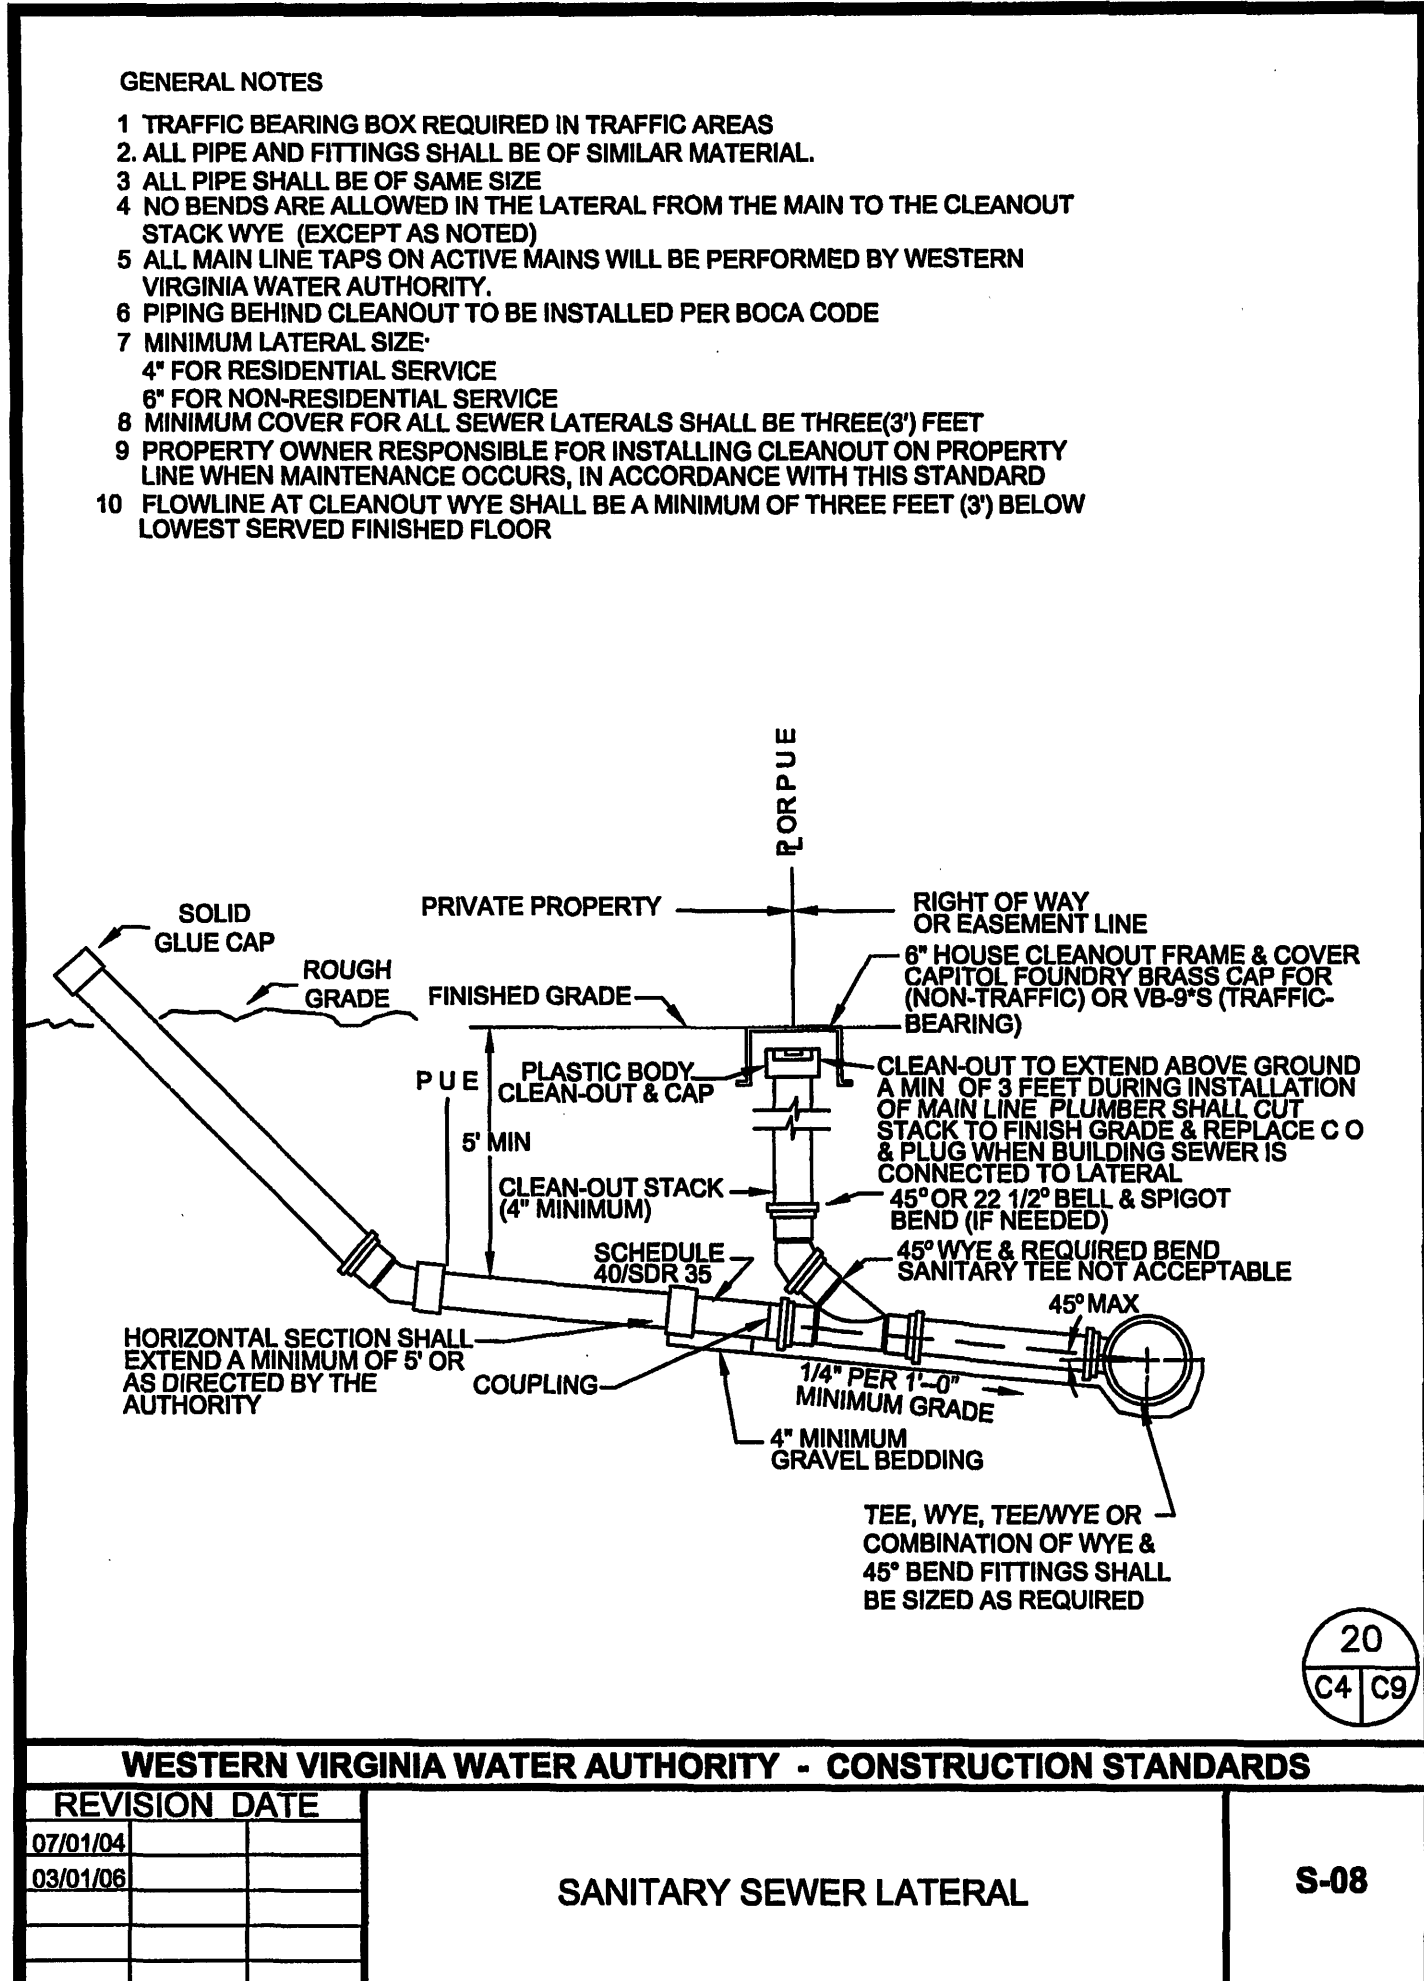 GENERAL NOTES
1 TRAFFIC BEARING BOX REQUIRED IN TRAFFIC AREAS
2. ALL PIPE AND FITTINGS SHALL BE OF SIMILAR MATERIAL.
3 ALL PIPE SHALL BE OF SAME SIZE
4 NO BENDS ARE ALLOWED IN THE LATERAL FROM THE MAIN TO THE CLEANOUT
STACK WYE (EXCEPT AS NOTED)
5 ALL MAIN LINE TAPS ON ACTIVE MAINS WILL BE PERFORMED BY WESTERN
VIRGINIA WATER AUTHORITY.
6 PIPING BEHIND CLEANOUT TO BE INSTALLED PER BOCA CODE
7 MINIMUM LATERAL SIZE·
4" FOR RESIDENTIAL SERVICE
6" FOR NON-RESIDENTIAL SERVICE
8 MINIMUM COVER FOR ALL SEWER LATERALS SHALL BE THREE(3') FEET
9 PROPERTY OWNER RESPONSIBLE FOR INSTALLING CLEANOUT ON PROPERTY
LINE WHEN MAINTENANCE OCCURS, IN ACCORDANCE WITH THIS STANDARD
10 FLOWLINE AT CLEANOUT WYE SHALL BE A MINIMUM OF THREE FEET (3') BELOW
LOWEST SERVED FINISHED FLOOR
PL OR PUE
PRIVATE PROPERTY
RIGHT OF WAY
OR EASEMENT LINE
SOLID
GLUE CAP
ROUGH
GRADE
FINISHED GRADE
6" HOUSE CLEANOUT FRAME & COVER
CAPITOL FOUNDRY BRASS CAP FOR
(NON-TRAFFIC) OR VB-9"S (TRAFFIC-
BEARING)
PUE
PLASTIC BODY
CLEAN-OUT & CAP
CLEAN-OUT TO EXTEND ABOVE GROUND
A MIN OF 3 FEET DURING INSTALLATION
OF MAIN LINE PLUMBER SHALL CUT
STACK TO FINISH GRADE & REPLACE C O
& PLUG WHEN BUILDING SEWER IS
CONNECTED TO LATERAL
5' MIN
CLEAN-OUT STACK
(4" MINIMUM)
45° OR 22 1/2° BELL & SPIGOT
BEND (IF NEEDED)
SCHEDULE
40/SDR 35
45° WYE & REQUIRED BEND
SANITARY TEE NOT ACCEPTABLE
45° MAX
HORIZONTAL SECTION SHALL
EXTEND A MINIMUM OF 5' OR
AS DIRECTED BY THE
AUTHORITY
COUPLING
1/4" PER 1'-0"
MINIMUM GRADE
4" MINIMUM
GRAVEL BEDDING
TEE, WYE, TEE/WYE OR
COMBINATION OF WYE &
45° BEND FITTINGS SHALL
BE SIZED AS REQUIRED
20
C4 C9
WESTERN VIRGINIA WATER AUTHORITY - CONSTRUCTION STANDARDS
REVISION DATE
07/01/04
03/01/06
SANITARY SEWER LATERAL
S-08